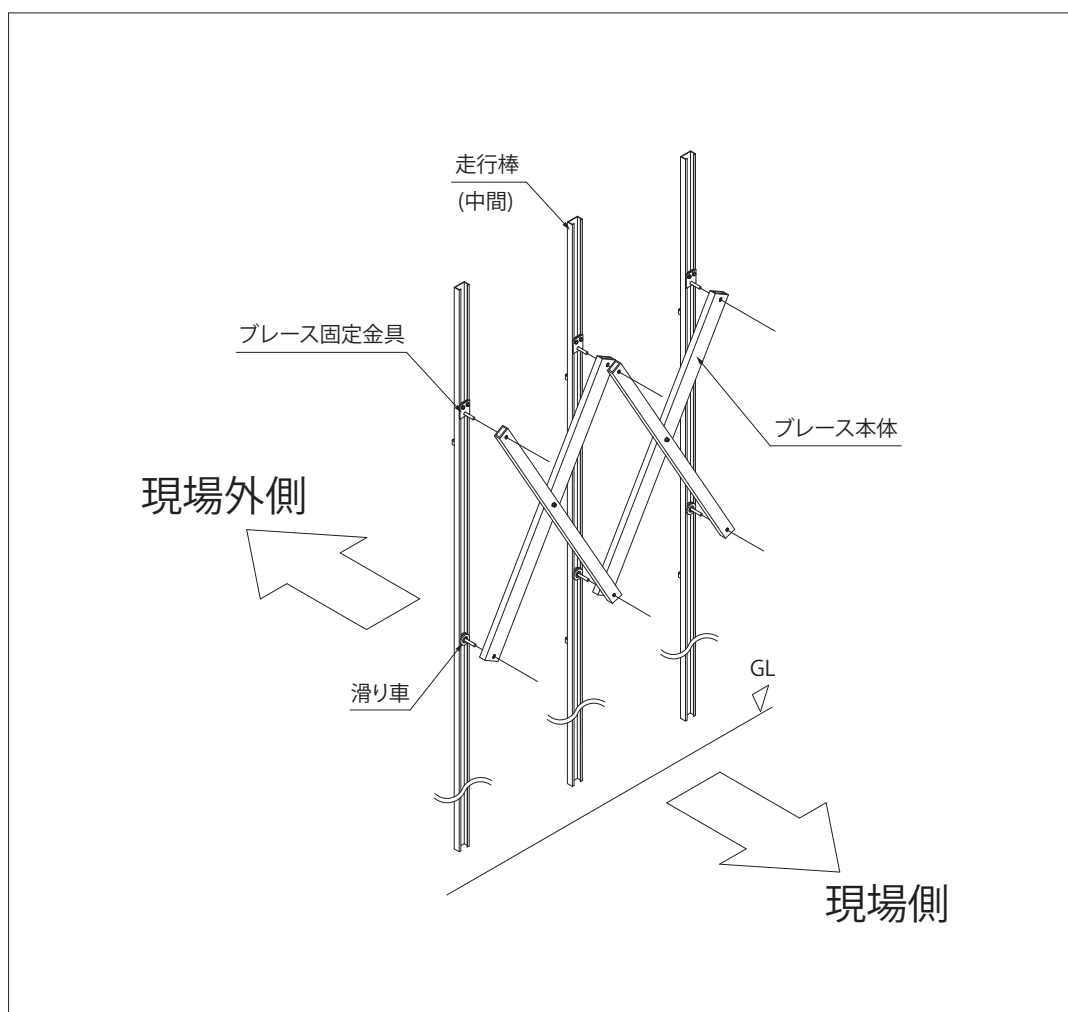 走行棒
(中間)
ブレース固定金具
ブレース本体
現場外側
GL
滑り車
現場側